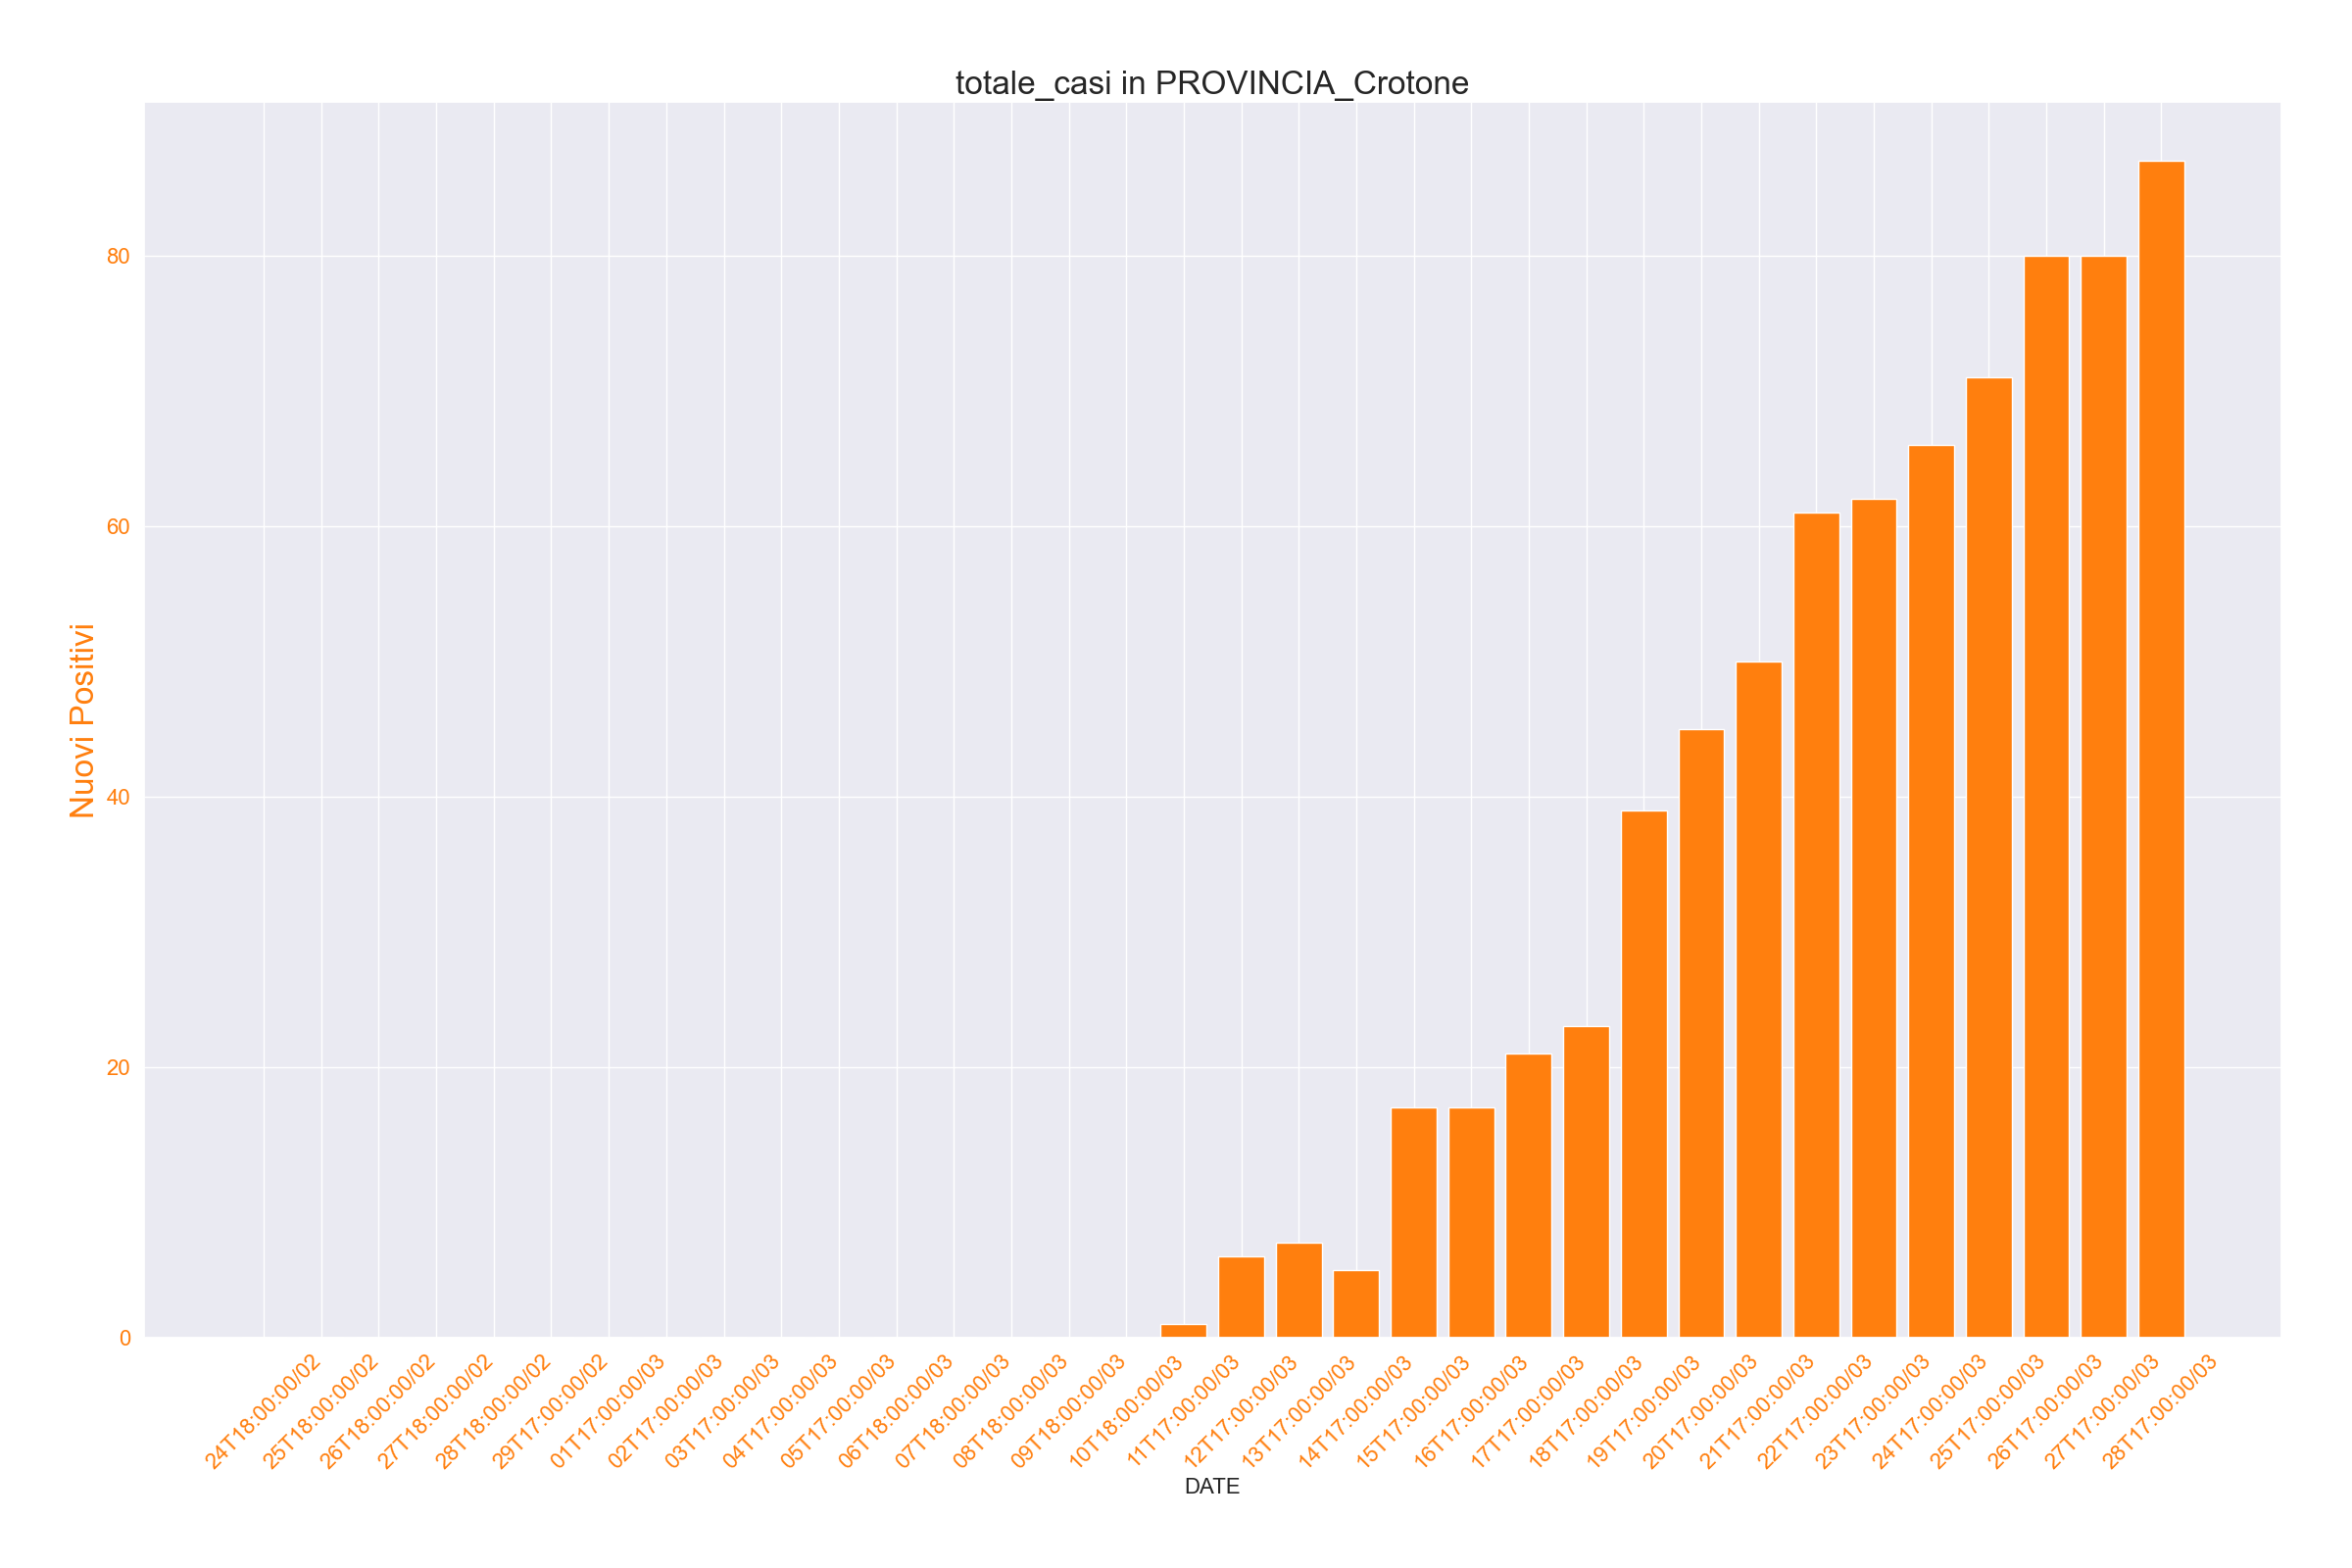 totale_casi in PROVINCIA_Crotone
Nuovi Positivi
80
60
40
20
0
24T18:00:00/02
25T18:00:00/02
26T18:00:00/02
27T18:00:00/02
28T18:00:00/02
29T17:00:00/02
01T17:00:00/03
02T17:00:00/03
03T17:00:00/03
04T17:00:00/03
05T17:00:00/03
06T18:00:00/03
07T18:00:00/03
08T18:00:00/03
09T18:00:00/03
10T18:00:00/03
11T17:00:00/03
12T17:00:00/03
13T17:00:00/03
14T17:00:00/03
15T17:00:00/03
16T17:00:00/03
17T17:00:00/03
18T17:00:00/03
19T17:00:00/03
20T17:00:00/03
21T17:00:00/03
22T17:00:00/03
23T17:00:00/03
24T17:00:00/03
25T17:00:00/03
26T17:00:00/03
27T17:00:00/03
28T17:00:00/03
DATE